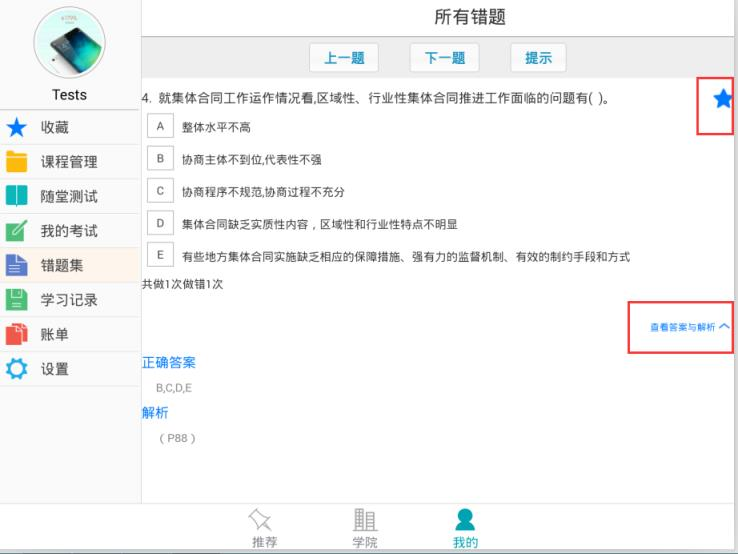 所有错题
上一题
下一题
提示
Tests
收藏
课程管理
随堂测试
我的考试
错题集
学习记录
账单
设置
4. 就集体合同工作运作情况看,区域性、行业性集体合同推进工作面临的问题有( )。
A 整体水平不高
B 协商主体不到位,代表性不强
C 协商程序不规范,协商过程不充分
D 集体合同缺乏实质性内容，区域性和行业性特点不明显
E 有些地方集体合同实施缺乏相应的保障措施、强有力的监督机制、有效的制约手段和方式
共做1次做错1次
查看答案与解析
正确答案
B,C,D,E
解析
（P88）
推荐
学院
我的